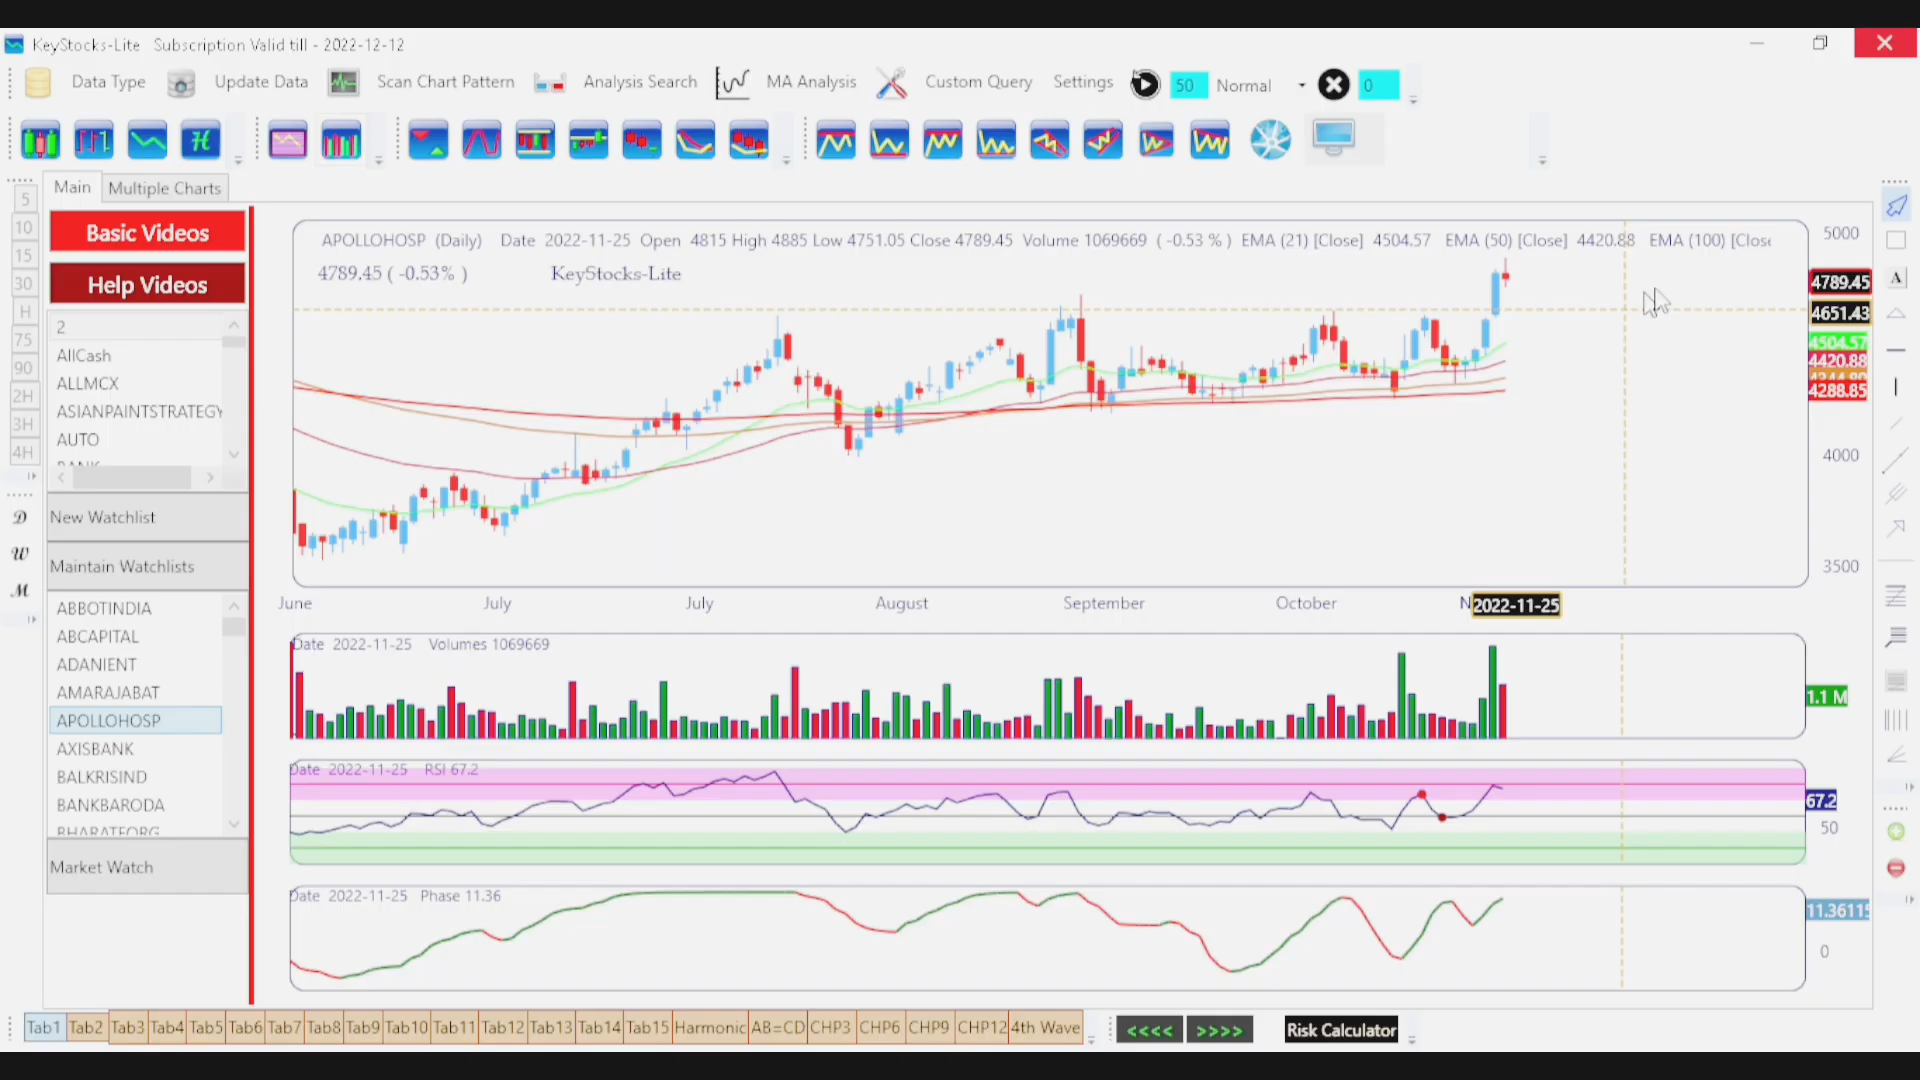 KeyStocks-Lite Subscription Valid till - 2022-12-12
Data Type Update Data Scan Chart Pattern Analysis Search MA Analysis Custom Query Settings 50 Normal 0
Main Multiple Charts
5
10
15
30
H
75
90
2H
3H
4H
D
W
M
Basic Videos
Help Videos
2
AllCash
ALLMCX
ASIANPAINTSTRATEGY
AUTO
New Watchlist
Maintain Watchlists
ABBOTINDIA
ABCAPITAL
ADANIENT
AMARAJABAT
APOLLOHOSP
AXISBANK
BALKRISIND
BANKBARODA
BHARATFORG
Market Watch
APOLLOHOSP (Daily) Date 2022-11-25 Open 4815 High 4885 Low 4751.05 Close 4789.45 Volume 1069669 ( -0.53 % ) EMA (21) [Close] 4504.57 EMA (50) [Close] 4420.88 EMA (100) [Close
4789.45 ( -0.53% ) KeyStocks-Lite
5000
4789.45
4651.43
4504.57
4420.88
4288.85
4000
3500
June July July August September October N 2022-11-25
Date 2022-11-25 Volumes 1069669
1.1 M
Date 2022-11-25 RSI 67.2
67.2
50
Date 2022-11-25 Phase 11.36
11.36115
0
A
Tab1 Tab2 Tab3 Tab4 Tab5 Tab6 Tab7 Tab8 Tab9 Tab10 Tab11 Tab12 Tab13 Tab14 Tab15 Harmonic AB=CD CHP3 CHP6 CHP9 CHP12 4th Wave <<<< >>>> Risk Calculator